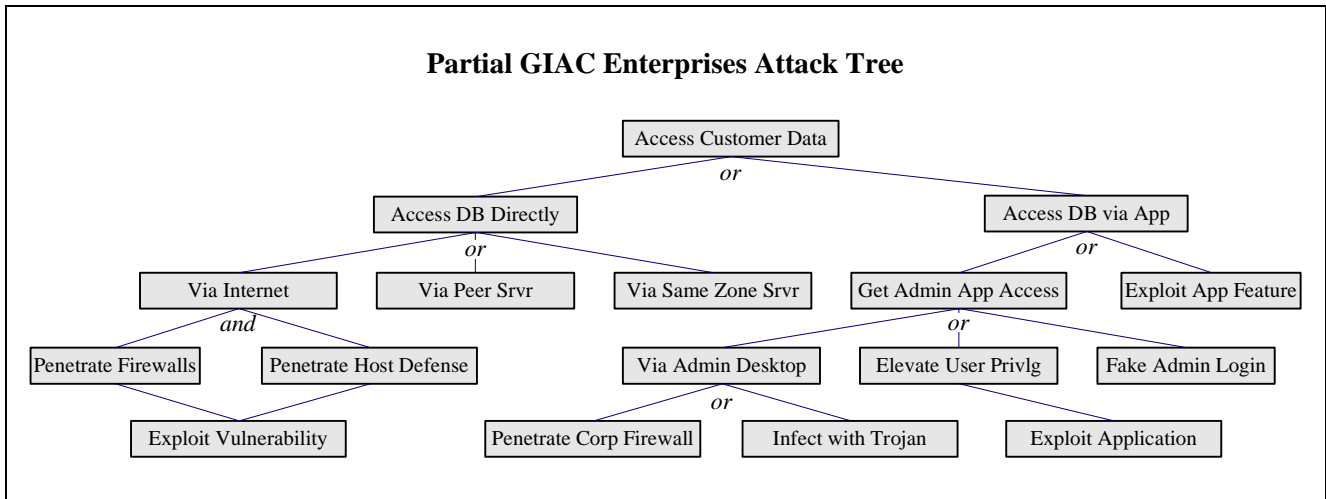 Partial GIAC Enterprises Attack Tree
Access Customer Data
or
Access DB Directly
Access DB via App
or
or
Via Internet
Via Peer Srvr
Via Same Zone Srvr
Get Admin App Access
Exploit App Feature
and
or
Penetrate Firewalls
Penetrate Host Defense
Via Admin Desktop
Elevate User Privlg
Fake Admin Login
or
Exploit Vulnerability
Penetrate Corp Firewall
Infect with Trojan
Exploit Application